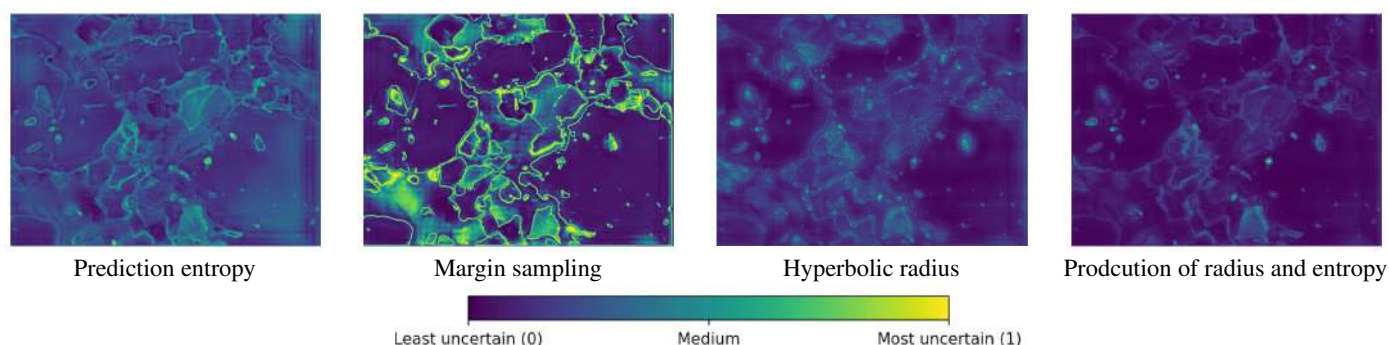 Prediction entropy
Margin sampling
Hyperbolic radius
Prodcution of radius and entropy
Least uncertain (0)
Medium
Most uncertain (1)